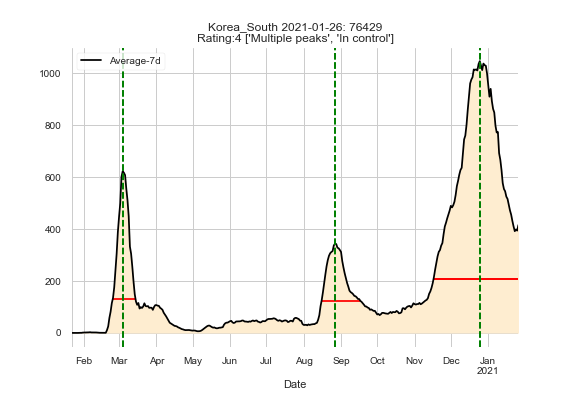 Korea_South 2021-01-26: 76429
Rating:4 ['Multiple peaks', 'In control']
Average-7d
1000
800
600
400
200
0
Feb Mar Apr May Jun Jul Aug Sep Oct Nov Dec Jan
2021
Date